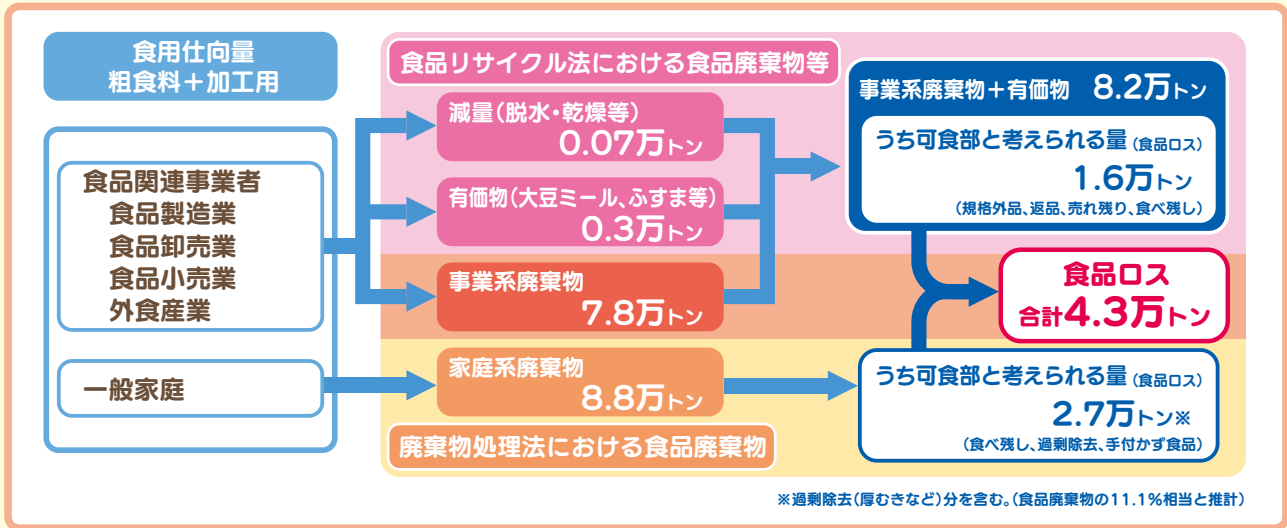 食用仕向量
粗食料＋加工用
食品関連事業者
食品製造業
食品卸売業
食品小売業
外食産業
一般家庭
食品リサイクル法における食品廃棄物等
減量（脱水・乾燥等）
0.07万トン
有価物（大豆ミール、ふすま等）
0.3万トン
事業系廃棄物
7.8万トン
家庭系廃棄物
8.8万トン
廃棄物処理法における食品廃棄物
事業系廃棄物＋有価物 8.2万トン
うち可食部と考えられる量（食品ロス）
1.6万トン
（規格外品、返品、売れ残り、食べ残し）
食品ロス
合計4.3万トン
うち可食部と考えられる量（食品ロス）
2.7万トン※
（食べ残し、過剰除去、手付かず食品）
※過剰除去（厚むきなど）分を含む。（食品廃棄物の11.1％相当と推計）